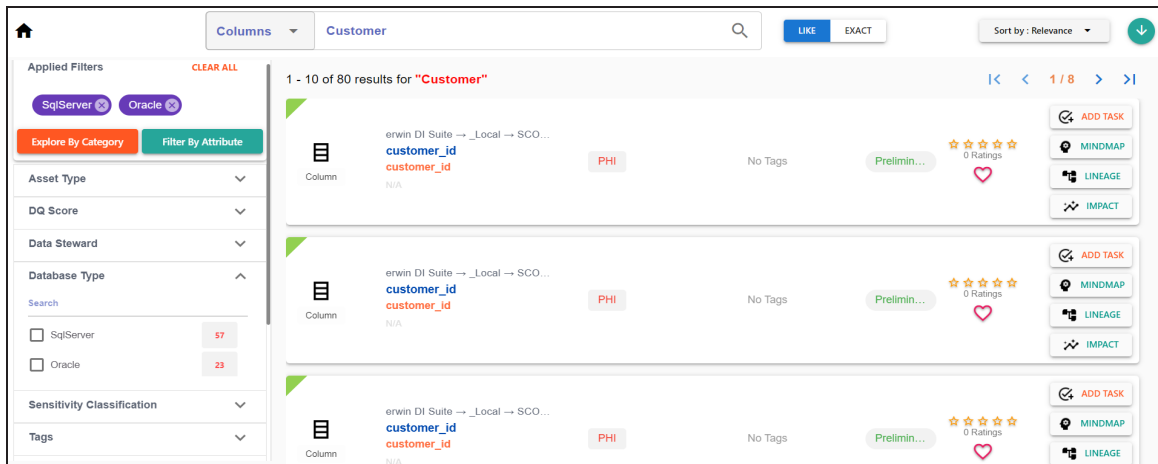 Columns
Customer
LIKE
EXACT
Sort by : Relevance
Applied Filters
CLEAR ALL
SqlServer
Oracle
Explore By Category
Filter By Attribute
Asset Type
DQ Score
Data Steward
Database Type
Search
SqlServer 57
Oracle 23
Sensitivity Classification
Tags
1 - 10 of 80 results for "Customer"
1 / 8
Column
erwin DI Suite → _Local → SCO...
customer_id
customer_id
N/A
PHI
No Tags
Prelimin...
0 Ratings
ADD TASK
MINDMAP
LINEAGE
IMPACT
Column
erwin DI Suite → _Local → SCO...
customer_id
customer_id
N/A
PHI
No Tags
Prelimin...
0 Ratings
ADD TASK
MINDMAP
LINEAGE
IMPACT
Column
erwin DI Suite → _Local → SCO...
customer_id
customer_id
N/A
PHI
No Tags
Prelimin...
0 Ratings
ADD TASK
MINDMAP
LINEAGE